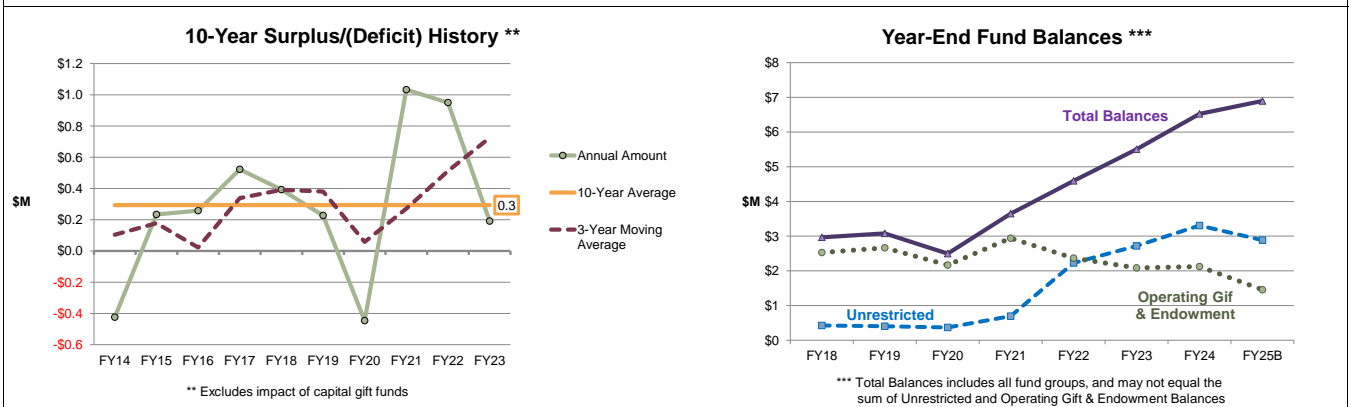 10-Year Surplus/(Deficit) History **
$1.2
$1.0
$0.8
$0.6
$0.4
$0.2
$0.0
-$0.2
-$0.4
-$0.6
$M
0.3
FY14 FY15 FY16 FY17 FY18 FY19 FY20 FY21 FY22 FY23
Annual Amount
10-Year Average
3-Year Moving
Average
** Excludes impact of capital gift funds
Year-End Fund Balances ***
$8
$7
$6
$5
$4
$3
$2
$1
$0
$M
Total Balances
Unrestricted
Operating Gif
& Endowment
FY18 FY19 FY20 FY21 FY22 FY23 FY24 FY25B
*** Total Balances includes all fund groups, and may not equal the
sum of Unrestricted and Operating Gift & Endowment Balances